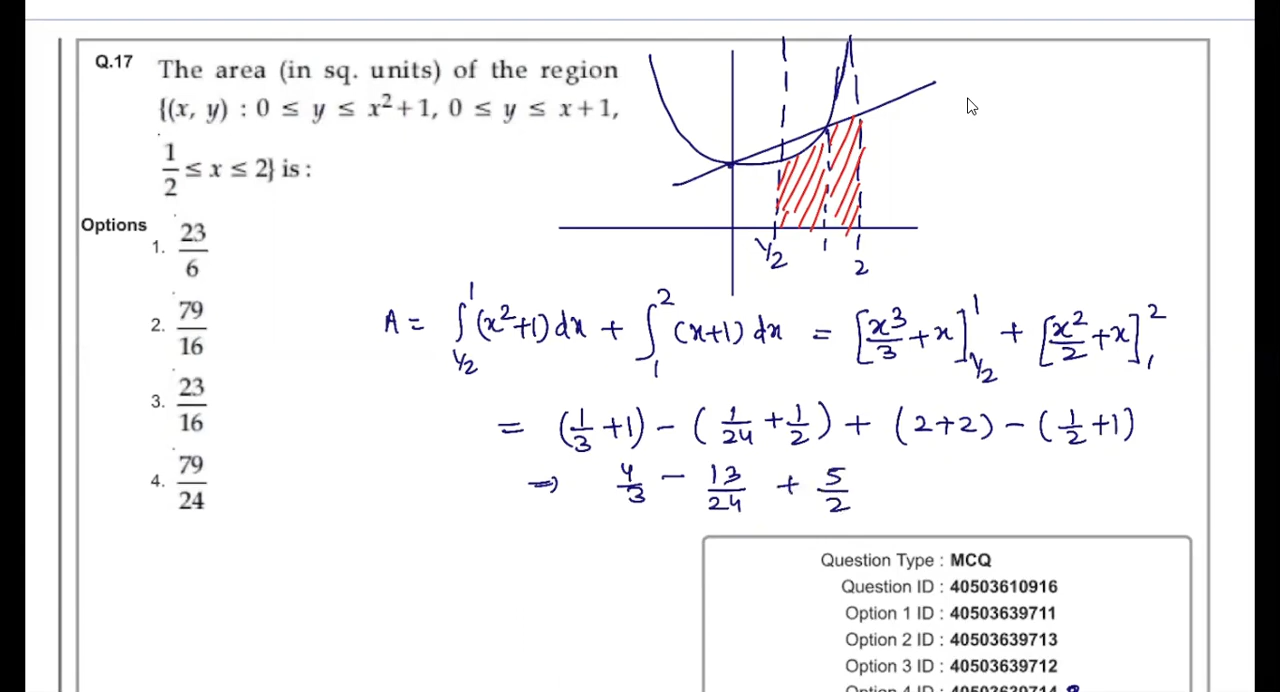 Q.17 The area (in sq. units) of the region
{(x, y) : 0 ≤ y ≤ x²+1, 0 ≤ y ≤ x+1,
1/2 ≤ x ≤ 2} is :
Options
1. 23/6
2. 79/16
3. 23/16
4. 79/24
1/2 1 2
A = ∫_{1/2}^{1} (x²+1) dx + ∫_{1}^{2} (x+1) dx = [x³/3 + x]_{1/2}^{1} + [x²/2 + x]_{1}^{2}
= (1/3 + 1) - (1/24 + 1/2) + (2+2) - (1/2 + 1)
⇒ 4/3 - 13/24 + 5/2
Question Type : MCQ
Question ID : 40503610916
Option 1 ID : 40503639711
Option 2 ID : 40503639713
Option 3 ID : 40503639712
Option 4 ID : 40503639714